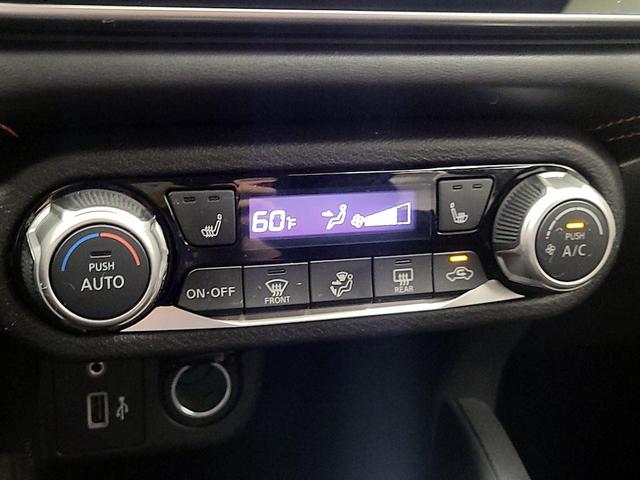 60°F
PUSH
AUTO
ON·OFF
FRONT
REAR
PUSH
A/C